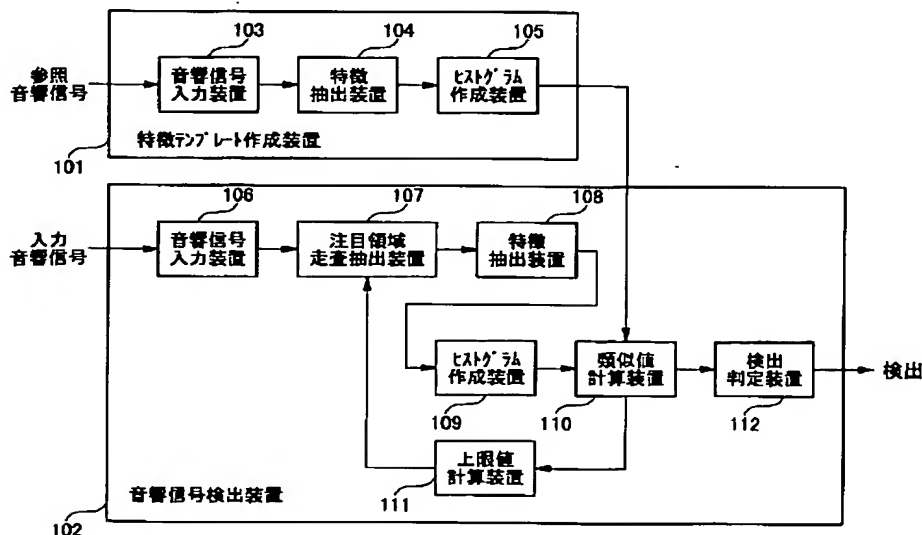 103
104
105
参照
音響信号
音響信号
入力装置
特徴
抽出装置
ﾋｽﾄｸﾞﾗﾑ
作成装置
特徴ﾃﾝﾌﾟﾚｰﾄ作成装置
101
106
107
108
入力
音響信号
音響信号
入力装置
注目領域
走査抽出装置
特徴
抽出装置
ﾋｽﾄｸﾞﾗﾑ
作成装置
類似値
計算装置
検出
判定装置
検出
109
110
112
上限値
計算装置
111
音響信号検出装置
102